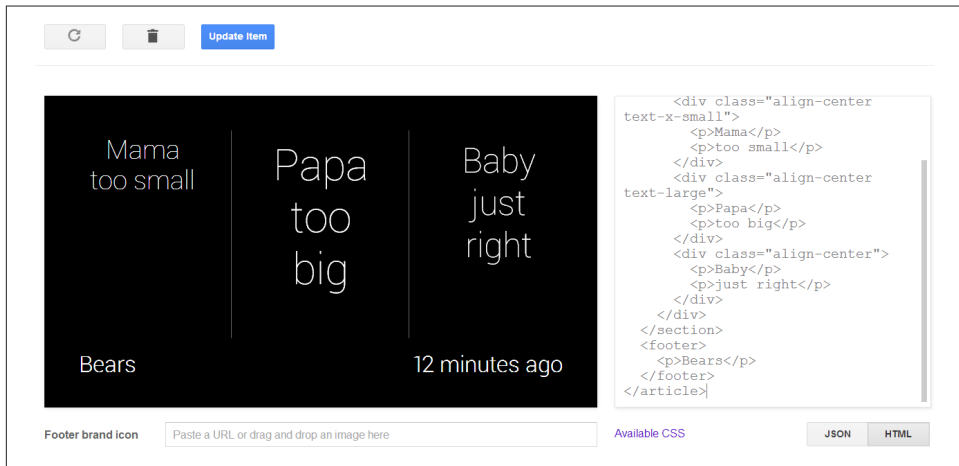 Update Item
Mama
too small
Papa
too
big
Baby
just
right
Bears
12 minutes ago
<div class="align-center
text-x-small">
<p>Mama</p>
<p>too small</p>
</div>
<div class="align-center
text-large">
<p>Papa</p>
<p>too big</p>
</div>
<div class="align-center">
<p>Baby</p>
<p>just right</p>
</div>
</div>
</section>
<footer>
<p>Bears</p>
</footer>
</article>
Footer brand icon
Paste a URL or drag and drop an image here
Available CSS
JSON
HTML